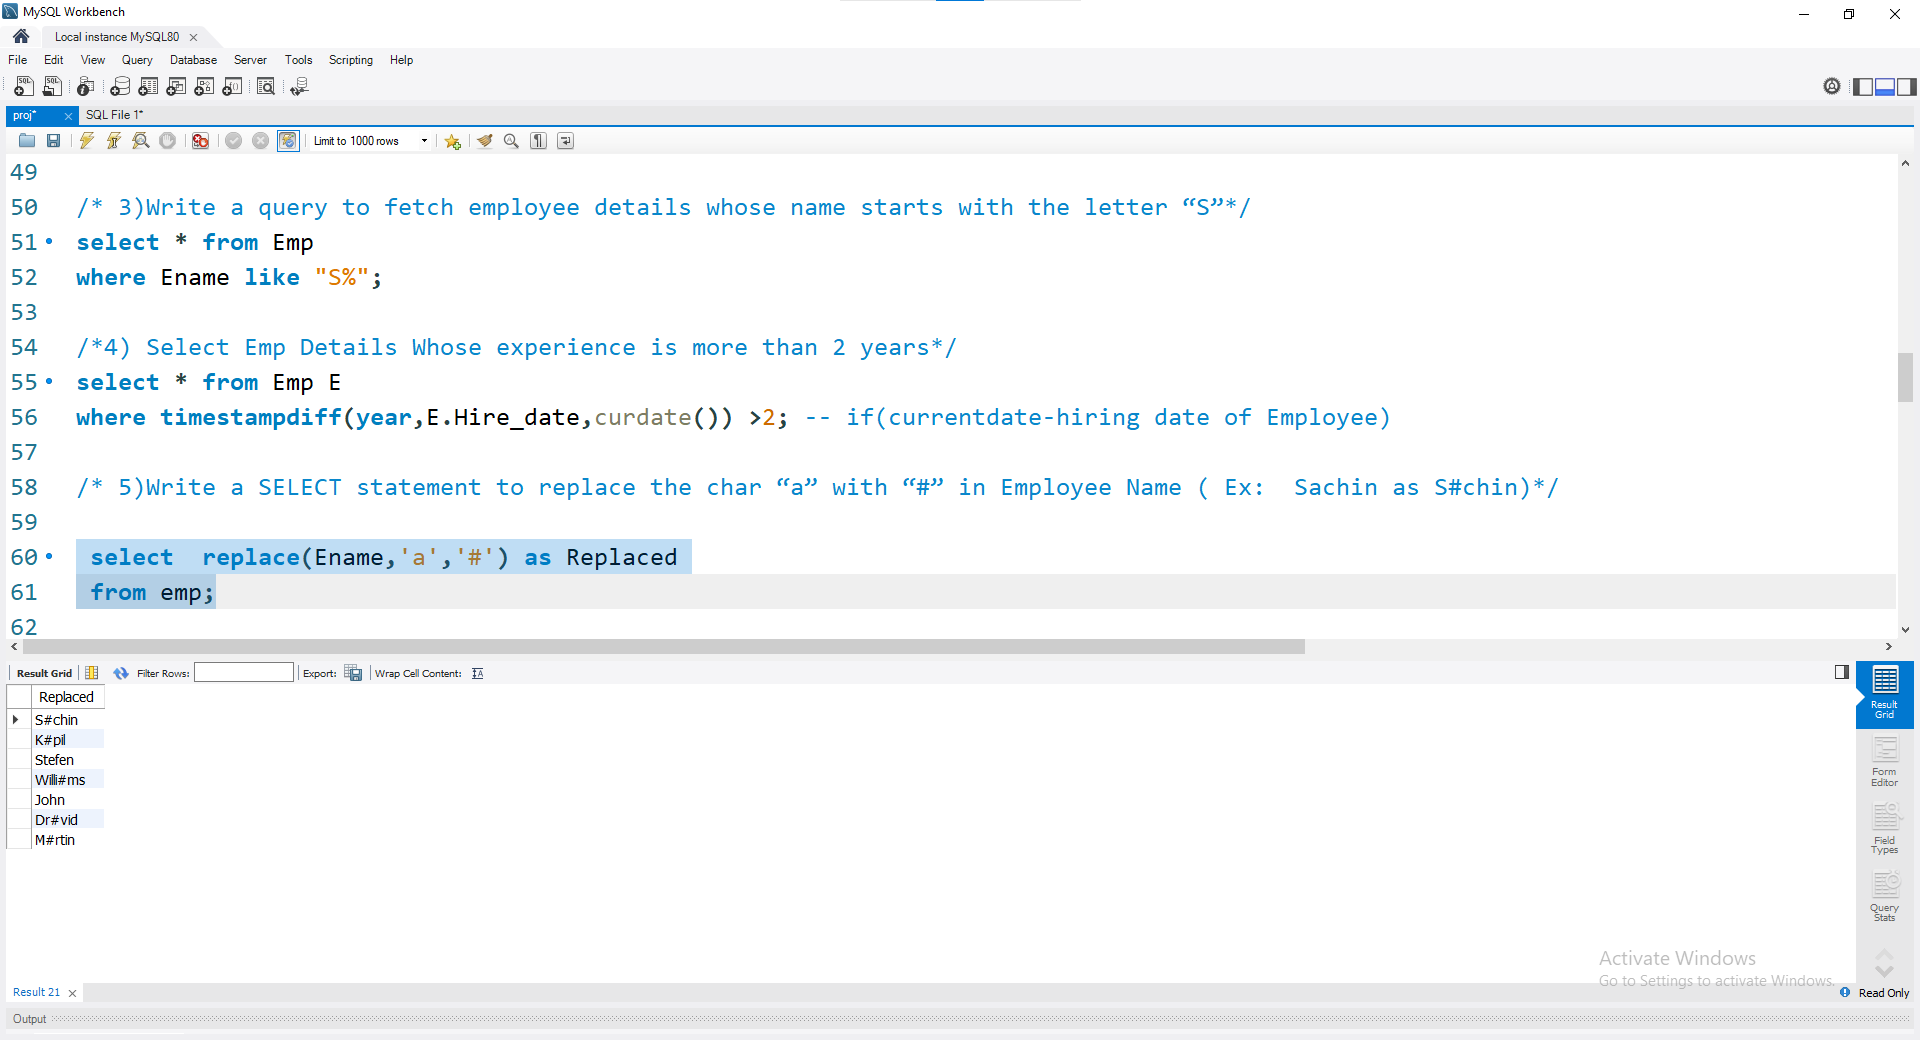 MySQL Workbench
Local instance MySQL80
File Edit View Query Database Server Tools Scripting Help
proj* SQL File 1*
Limit to 1000 rows
49
50 /* 3)Write a query to fetch employee details whose name starts with the letter “S”*/
51 select * from Emp
52 where Ename like "S%";
53
54 /*4) Select Emp Details Whose experience is more than 2 years*/
55 select * from Emp E
56 where timestampdiff(year,E.Hire_date,curdate()) >2; -- if(currentdate-hiring date of Employee)
57
58 /* 5)Write a SELECT statement to replace the char “a” with “#” in Employee Name ( Ex:  Sachin as S#chin)*/
59
60 select  replace(Ename,'a','#') as Replaced
61 from emp;
62
Result Grid Filter Rows: Export: Wrap Cell Content:
Replaced
S#chin
K#pil
Stefen
Willi#ms
John
Dr#vid
M#rtin
Result
Grid
Form
Editor
Field
Types
Query
Stats
Activate Windows
Go to Settings to activate Windows.
Result 21 Read Only
Output